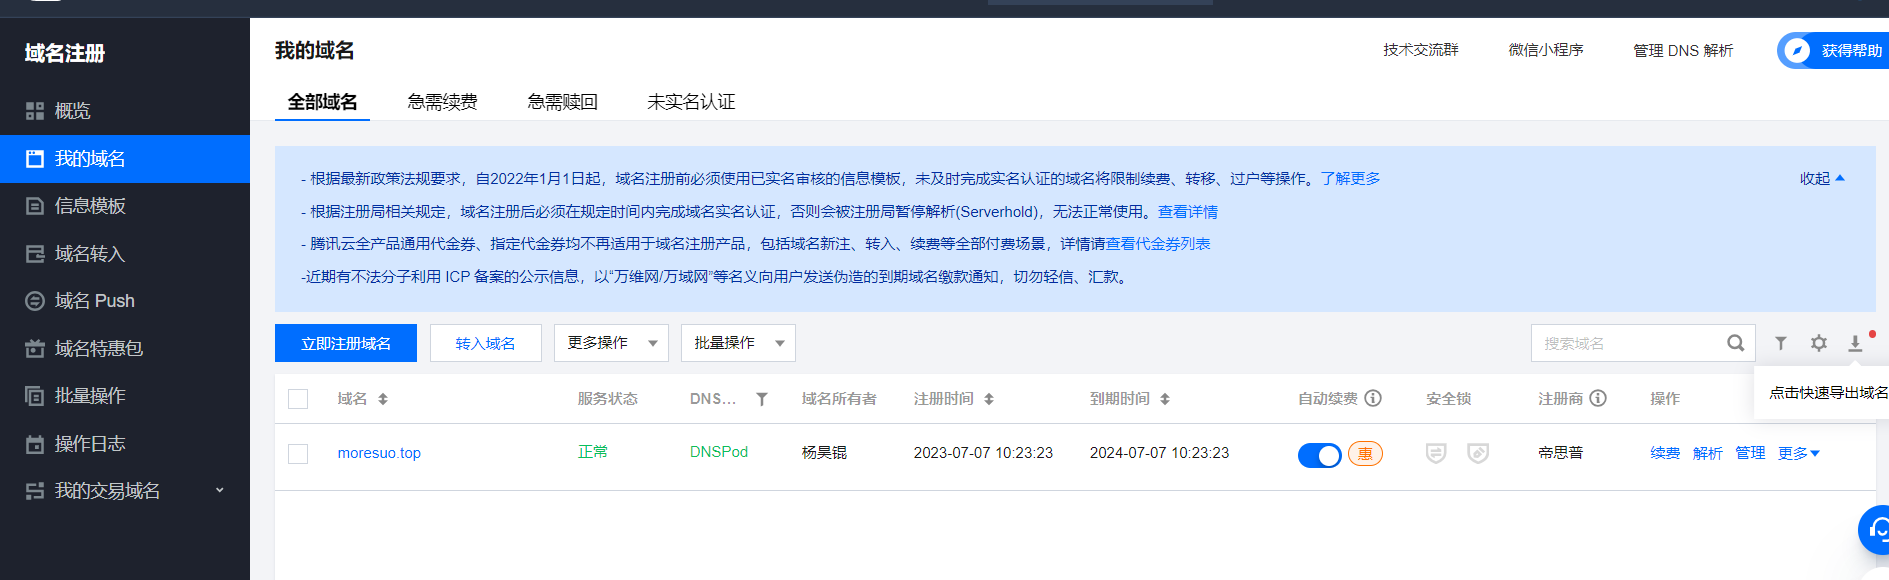 域名注册
概览
我的域名
信息模板
域名转入
域名 Push
域名特惠包
批量操作
操作日志
我的交易域名
我的域名
技术交流群 微信小程序 管理 DNS 解析 获得帮助
全部域名 急需续费 急需赎回 未实名认证
- 根据最新政策法规要求，自2022年1月1日起，域名注册前必须使用已实名审核的信息模板，未及时完成实名认证的域名将限制续费、转移、过户等操作。了解更多 收起
- 根据注册局相关规定，域名注册后必须在规定时间内完成域名实名认证，否则会被注册局暂停解析(Serverhold)，无法正常使用。查看详情
- 腾讯云全产品通用代金券、指定代金券均不再适用于域名注册产品，包括域名新注、转入、续费等全部付费场景，详情请查看代金券列表
-近期有不法分子利用 ICP 备案的公示信息，以“万维网/万域网”等名义向用户发送伪造的到期域名缴款通知，切勿轻信、汇款。
立即注册域名 转入域名 更多操作 批量操作 搜索域名
点击快速导出域名
域名 服务状态 DNS... 域名所有者 注册时间 到期时间 自动续费 安全锁 注册商 操作
moresuo.top 正常 DNSPod 杨昊锟 2023-07-07 10:23:23 2024-07-07 10:23:23 惠 帝思普 续费 解析 管理 更多